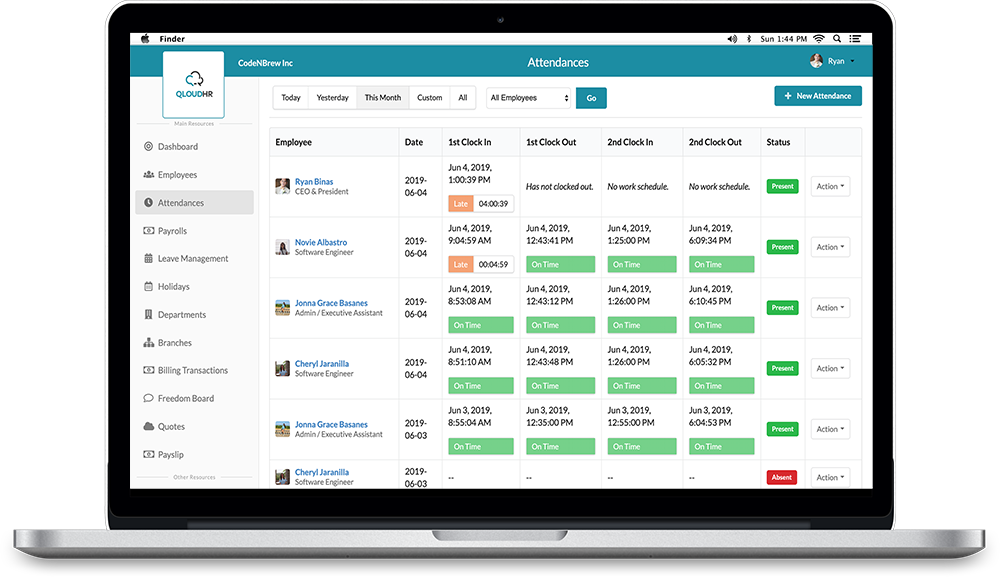 Finder
Sun 1:44 PM
CodeNBrew Inc
Attendances
Ryan
QLOUDHR
Main Resources
Dashboard
Employees
Attendances
Payrolls
Leave Management
Holidays
Departments
Branches
Billing Transactions
Freedom Board
Quotes
Payslip
Other Resources
Today Yesterday This Month Custom All All Employees Go + New Attendance
Employee Date 1st Clock In 1st Clock Out 2nd Clock In 2nd Clock Out Status
Ryan Binas
CEO & President
2019-
06-04
Jun 4, 2019,
1:00:39 PM
Late 04:00:39
Has not clocked out.
No work schedule.
No work schedule.
Present
Action
Novie Albastro
Software Engineer
2019-
06-04
Jun 4, 2019,
9:04:59 AM
Late 00:04:59
Jun 4, 2019,
12:43:41 PM
On Time
Jun 4, 2019,
1:25:00 PM
On Time
Jun 4, 2019,
6:09:34 PM
On Time
Present
Action
Jonna Grace Basanes
Admin / Executive Assistant
2019-
06-04
Jun 4, 2019,
8:53:08 AM
On Time
Jun 4, 2019,
12:43:12 PM
On Time
Jun 4, 2019,
1:26:00 PM
On Time
Jun 4, 2019,
6:10:45 PM
On Time
Present
Action
Cheryl Jaranilla
Software Engineer
2019-
06-04
Jun 4, 2019,
8:51:10 AM
On Time
Jun 4, 2019,
12:43:48 PM
On Time
Jun 4, 2019,
1:26:00 PM
On Time
Jun 4, 2019,
6:05:32 PM
On Time
Present
Action
Jonna Grace Basanes
Admin / Executive Assistant
2019-
06-03
Jun 3, 2019,
8:55:04 AM
On Time
Jun 3, 2019,
12:35:00 PM
On Time
Jun 3, 2019,
12:55:00 PM
On Time
Jun 3, 2019,
6:04:53 PM
On Time
Present
Action
Cheryl Jaranilla
Software Engineer
2019-
06-03
--
--
--
--
Absent
Action